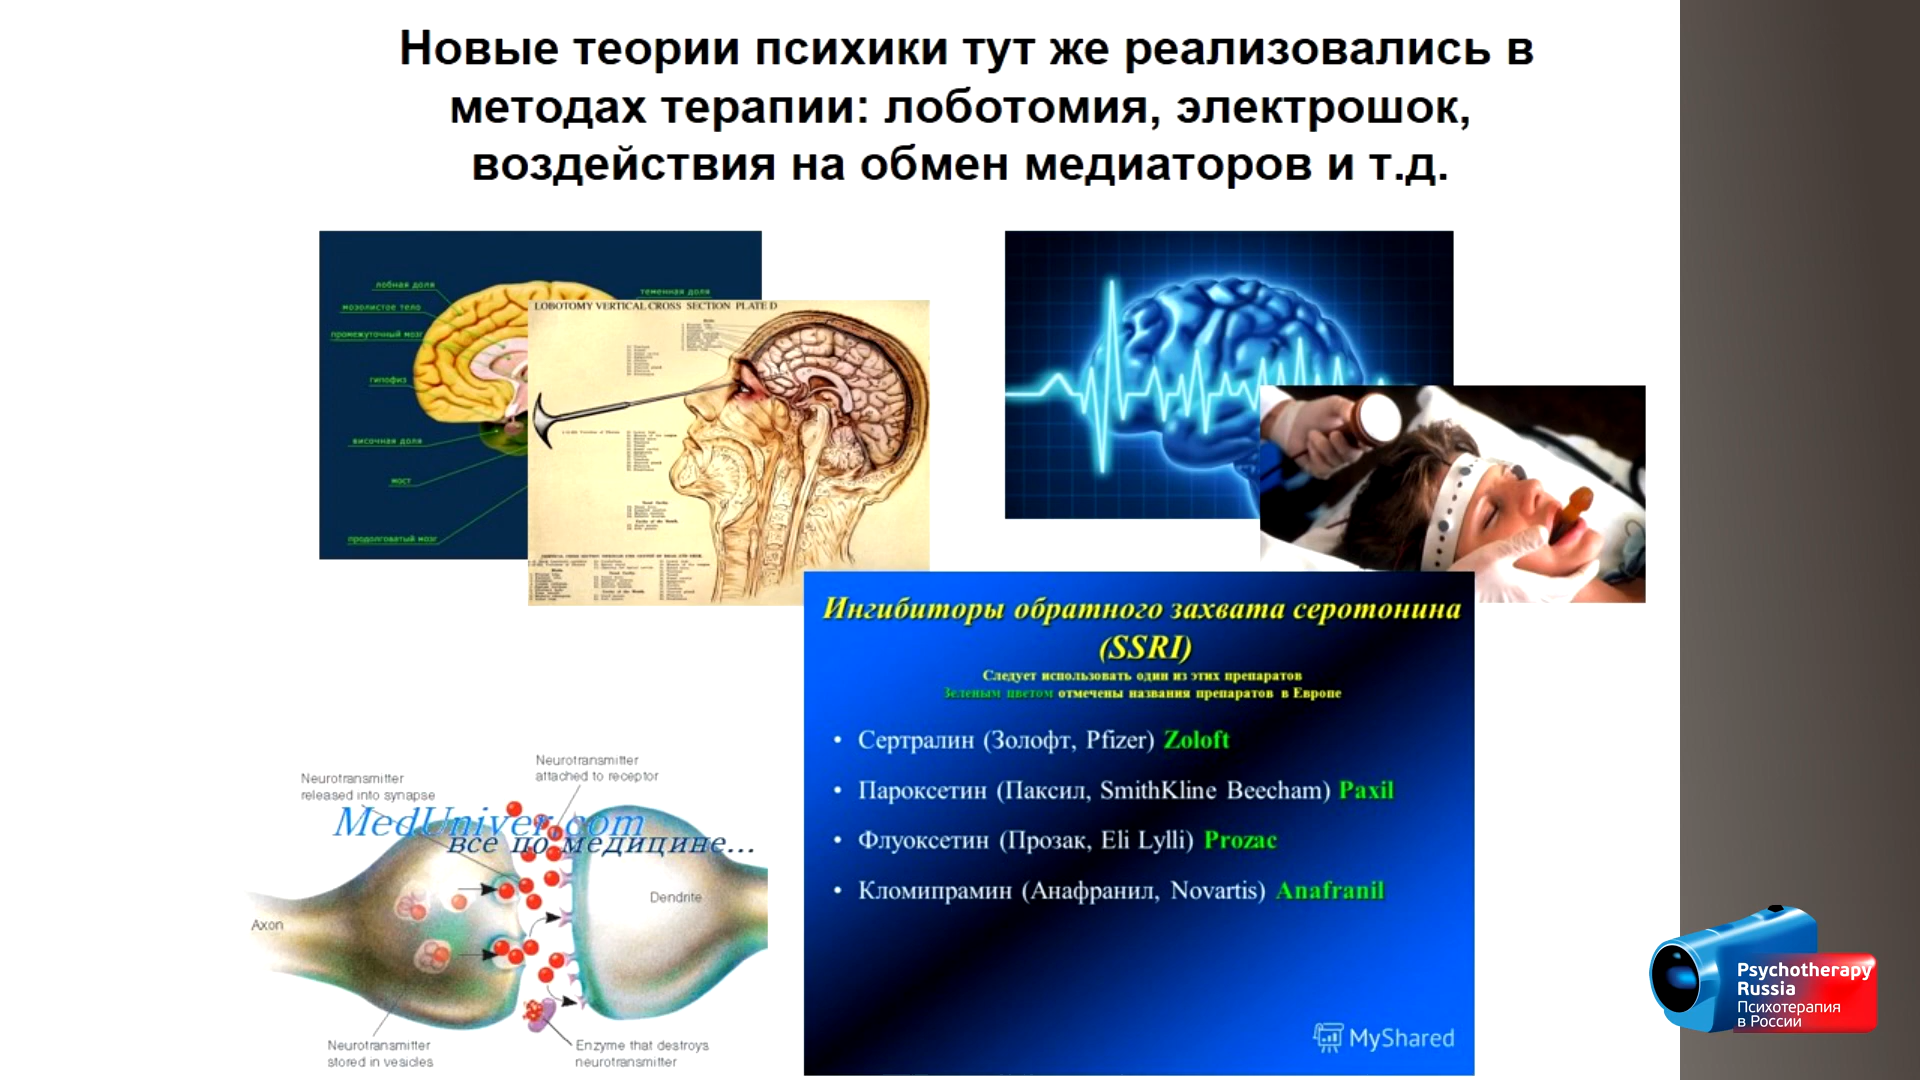 Новые теории психики тут же реализовались в
методах терапии: лоботомия, электрошок,
воздействия на обмен медиаторов и т.д.
лобная доля
мозолистое тело
промежуточный мозг
гипофиз
височная доля
мост
продолговатый мозг
теменная доля
LOBOTOMY VERTICAL CROSS SECTION PLATE D
Ингибиторы обратного захвата серотонина
(SSRI)
Следует использовать один из этих препаратов
Зеленым цветом отмечены названия препаратов в Европе
• Сертралин (Золофт, Pfizer) Zoloft
• Пароксетин (Паксил, SmithKline Beecham) Paxil
• Флуоксетин (Прозак, Eli Lylli) Prozac
• Кломипрамин (Анафранил, Novartis) Anafranil
MyShared
Neurotransmitter
released into synapse
Neurotransmitter
attached to receptor
MedUniver.com
все по медицине...
Axon
Dendrite
Neurotransmitter
stored in vesicles
Enzyme that destroys
neurotransmitter
Psychotherapy
Russia
Психотерапия
в России